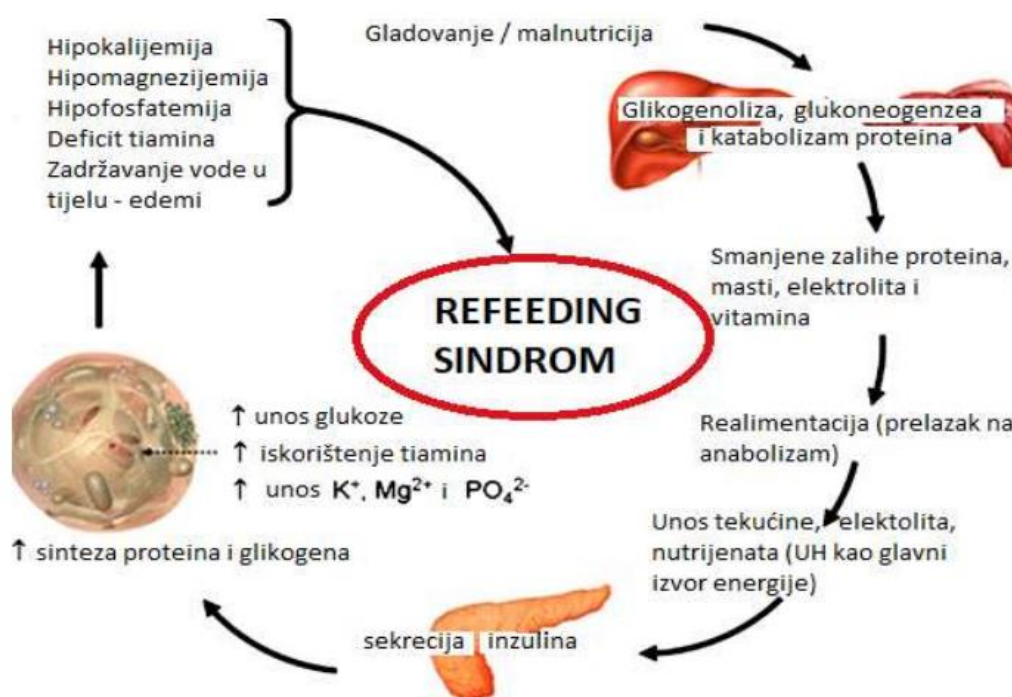 Gladovanje / malnutricija
Glikogenoliza, glukoneogenzea
i katabolizam proteina
Smanjene zalihe proteina,
masti, elektrolita i
vitamina
Realimentacija (prelazak na
anabolizam)
Unos tekućine, elektolita,
nutrijenata (UH kao glavni
izvor energije)
sekrecija inzulina
↑ unos glukoze
↑ iskorištenje tiamina
↑ unos K⁺, Mg²⁺ i PO₄²⁻
↑ sinteza proteina i glikogena
Hipokalijemija
Hipomagnezijemija
Hipofosfatemija
Deficit tiamina
Zadržavanje vode u
tijelu - edemi
REFEEDING
SINDROM